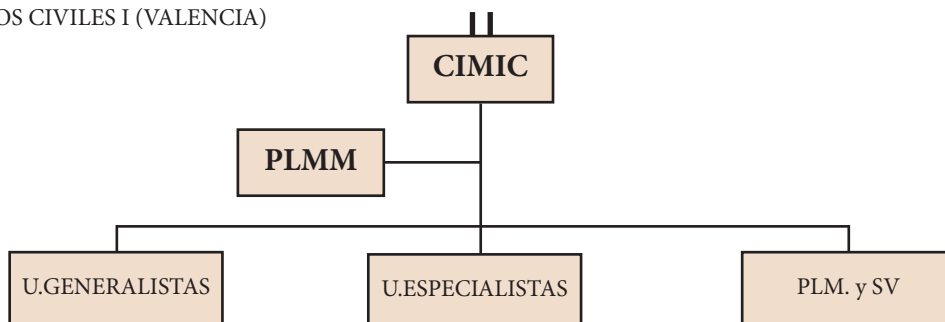 OS CIVILES I (VALENCIA)
CIMIC
PLMM
U.GENERALISTAS
U.ESPECIALISTAS
PLM. y SV